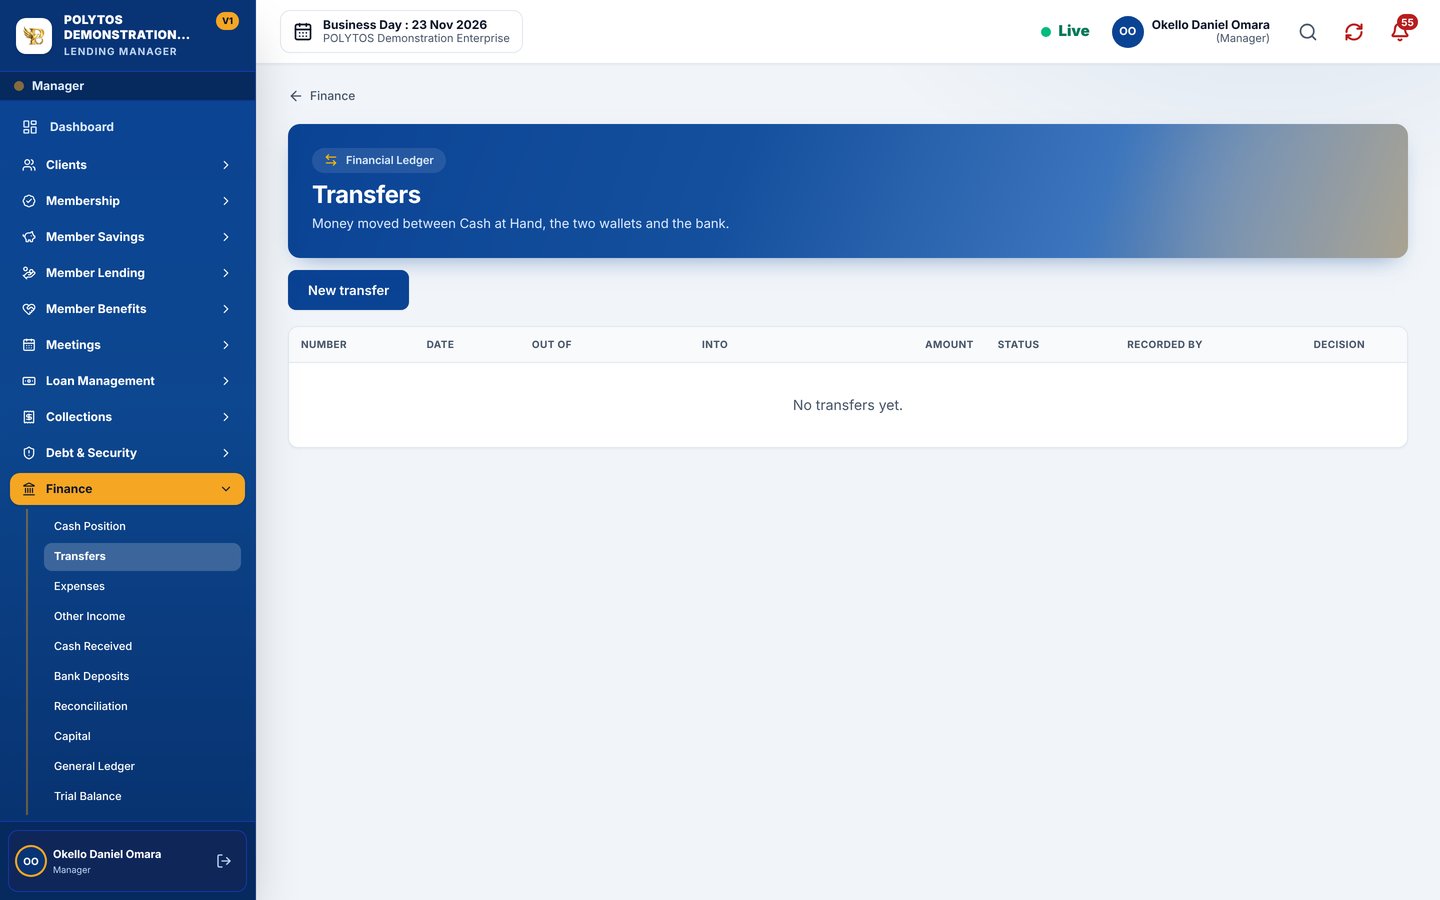 POLYTOS
DEMONSTRATION...
V1
LENDING MANAGER
Manager
Dashboard
Clients
Membership
Member Savings
Member Lending
Member Benefits
Meetings
Loan Management
Collections
Debt & Security
Finance
Cash Position
Transfers
Expenses
Other Income
Cash Received
Bank Deposits
Reconciliation
Capital
General Ledger
Trial Balance
OO
Okello Daniel Omara
Manager
Business Day : 23 Nov 2026
POLYTOS Demonstration Enterprise
Live
OO
Okello Daniel Omara
(Manager)
55
Finance
Financial Ledger
Transfers
Money moved between Cash at Hand, the two wallets and the bank.
New transfer
NUMBER DATE OUT OF INTO AMOUNT STATUS RECORDED BY DECISION
No transfers yet.